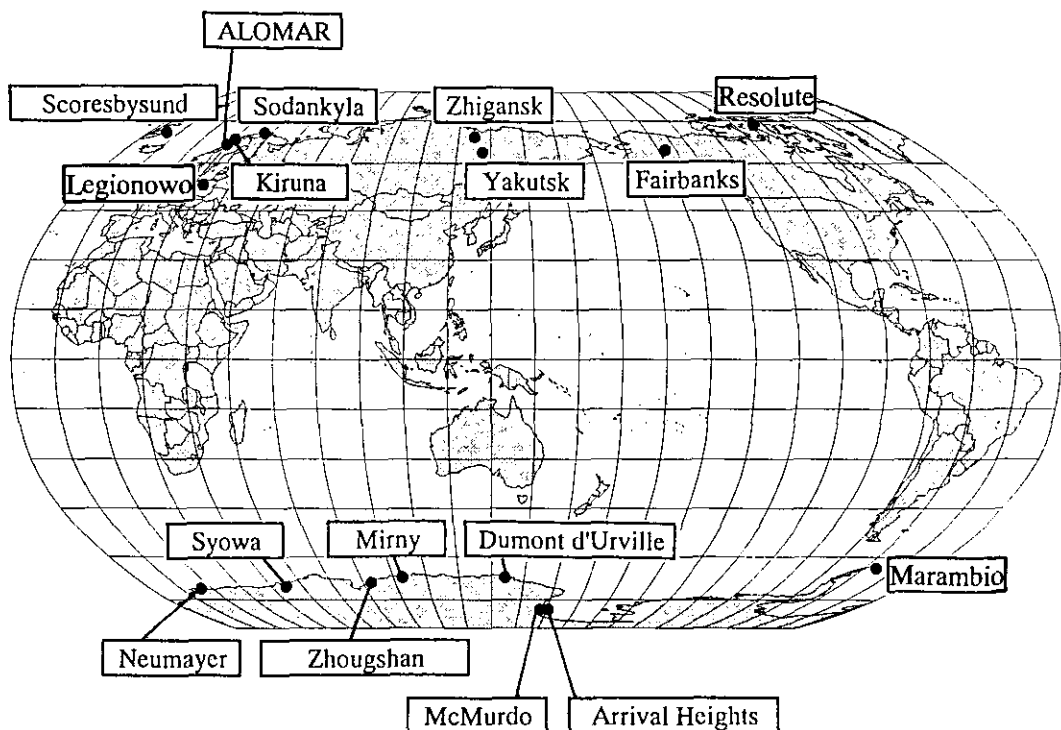 ALOMAR
Scoresbysund
Sodankyla
Zhigansk
Resolute
Legionowo
Kiruna
Yakutsk
Fairbanks
Syowa
Mirny
Dumont d'Urville
Marambio
Neumayer
Zhougshan
McMurdo
Arrival Heights